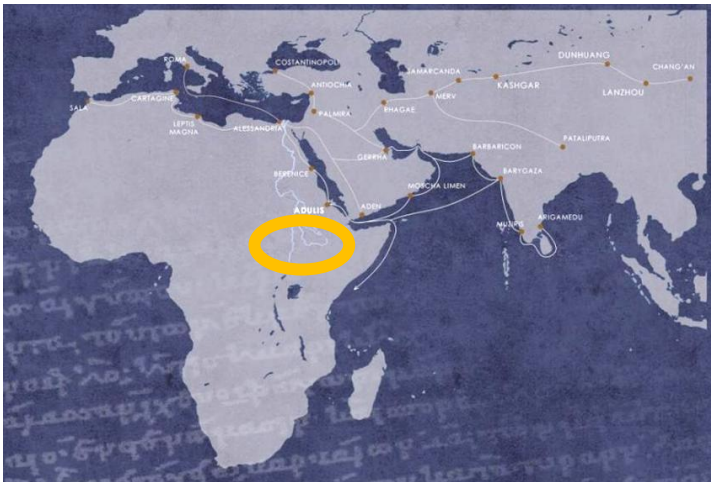 COSTANTINOPOLI
ROMA
DUNHUANG
CHANG'AN
SAMARCANDA
KASHGAR
LANZHOU
ANTIOCHIA
MERV
CARTAGINE
SALA
RHAGAE
PALMIRA
LEPTIS
MAGNA
ALESSANDRIA
PATALIPUTRA
BARBARICON
GERRHA
BERENICE
BARYGAZA
MOSCHA LIMEN
ADEN
ADULIS
MUZIRIS
ARIGAMEDU